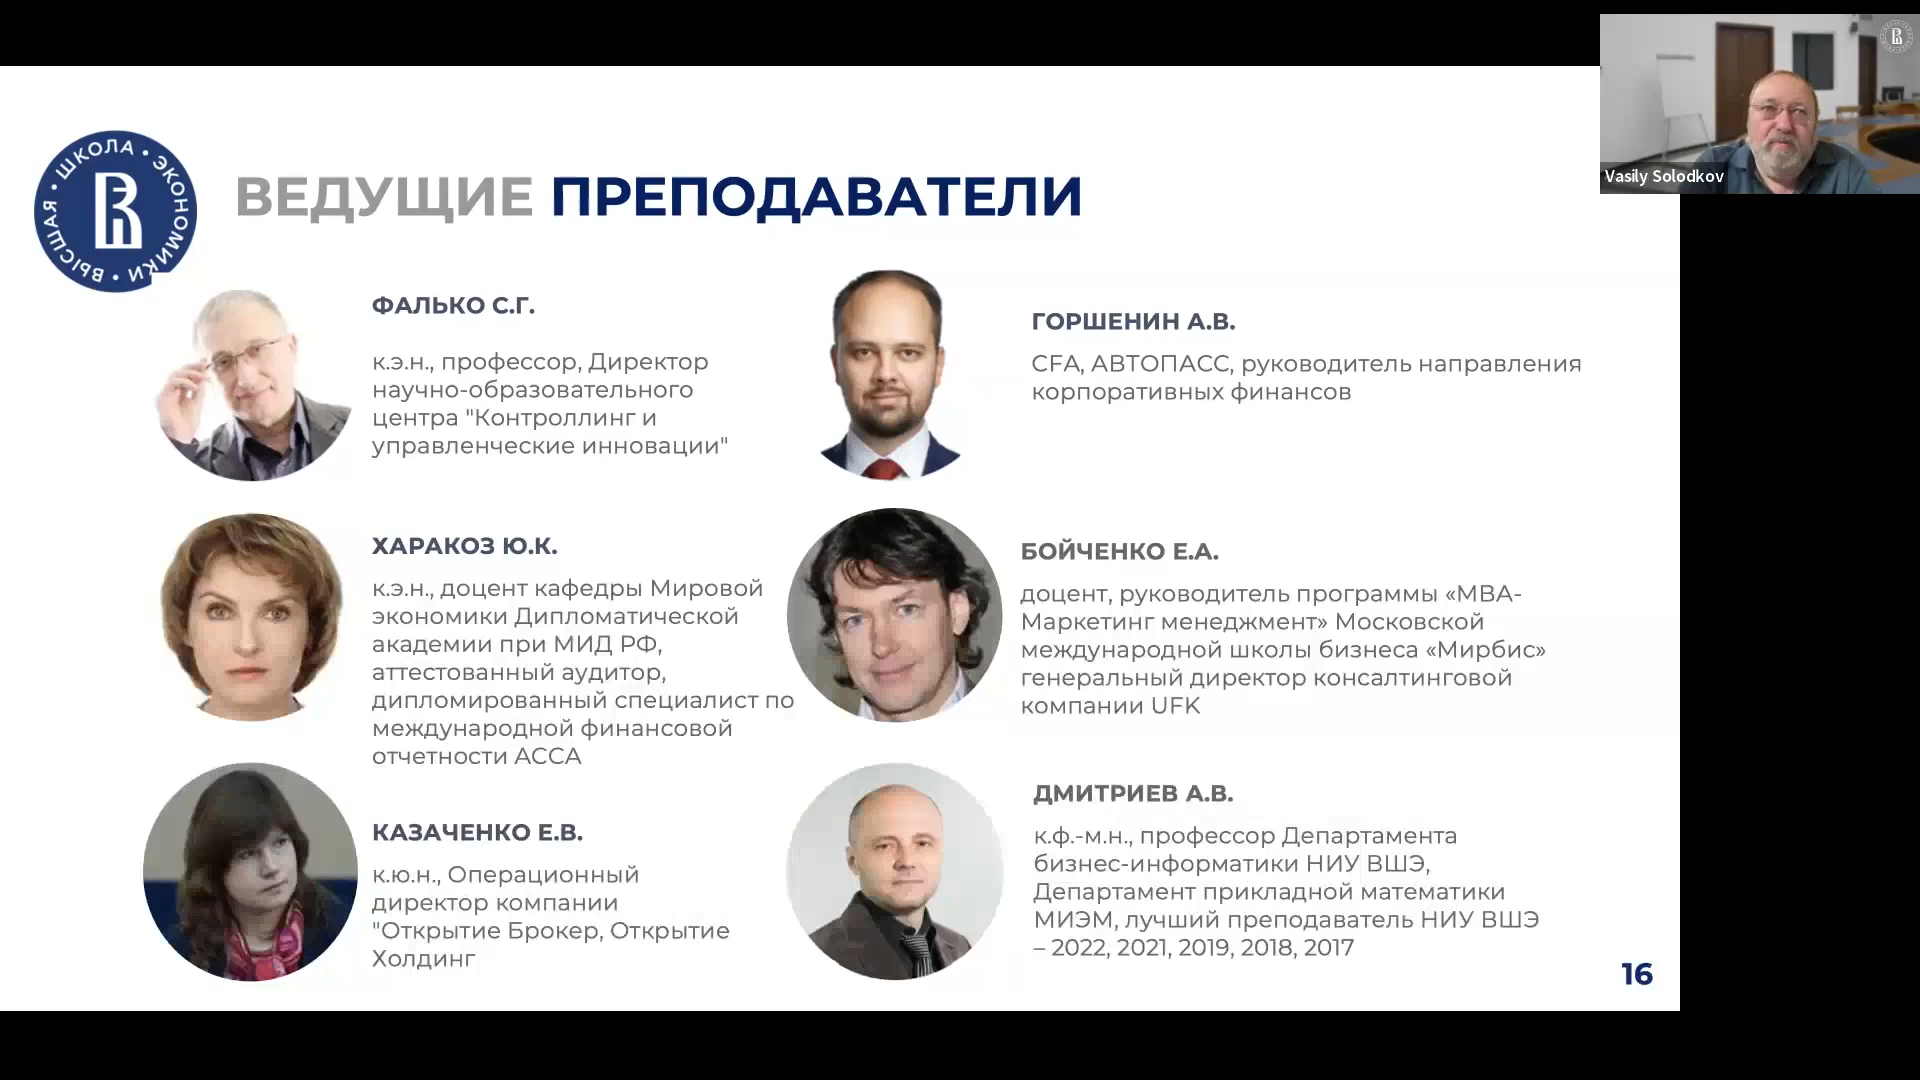 Vasily Solodkov
ВЫСШАЯ • ШКОЛА • ЭКОНОМИКИ •
ВЕДУЩИЕ ПРЕПОДАВАТЕЛИ
ФАЛЬКО С.Г.
к.э.н., профессор, Директор
научно-образовательного
центра "Контроллинг и
управленческие инновации"
ХАРАКОЗ Ю.К.
к.э.н., доцент кафедры Мировой
экономики Дипломатической
академии при МИД РФ,
аттестованный аудитор,
дипломированный специалист по
международной финансовой
отчетности АССА
КАЗАЧЕНКО Е.В.
к.ю.н., Операционный
директор компании
"Открытие Брокер, Открытие
Холдинг
ГОРШЕНИН А.В.
CFA, АВТОПАСС, руководитель направления
корпоративных финансов
БОЙЧЕНКО Е.А.
доцент, руководитель программы «МВА-
Маркетинг менеджмент» Московской
международной школы бизнеса «Мирбис»
генеральный директор консалтинговой
компании UFK
ДМИТРИЕВ А.В.
к.ф.-м.н., профессор Департамента
бизнес-информатики НИУ ВШЭ,
Департамент прикладной математики
МИЭМ, лучший преподаватель НИУ ВШЭ
– 2022, 2021, 2019, 2018, 2017
16